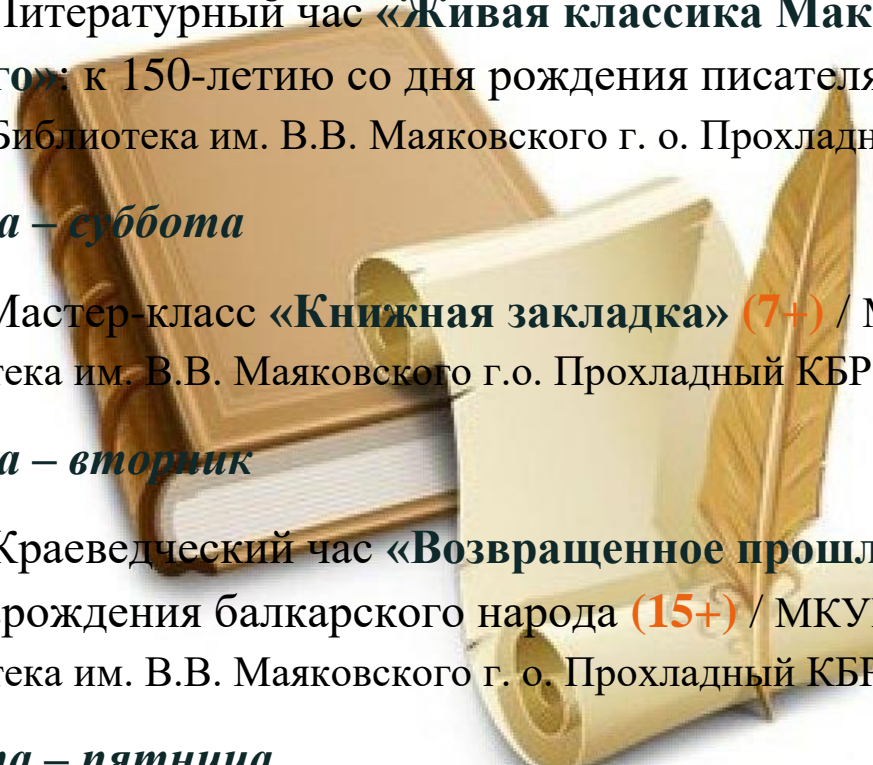 Литературный час «Живая классика Мак
го»: к 150-летию со дня рождения писателя
Библиотека им. В.В. Маяковского г. о. Прохладн
а – суббота
Мастер-класс «Книжная закладка» (7+) /
тека им. В.В. Маяковского г.о. Прохладный КБР
а – вторник
Краеведческий час «Возвращенное прошл
рождения балкарского народа (15+) / МКУ
тека им. В.В. Маяковского г. о. Прохладный КБР
та – пятница